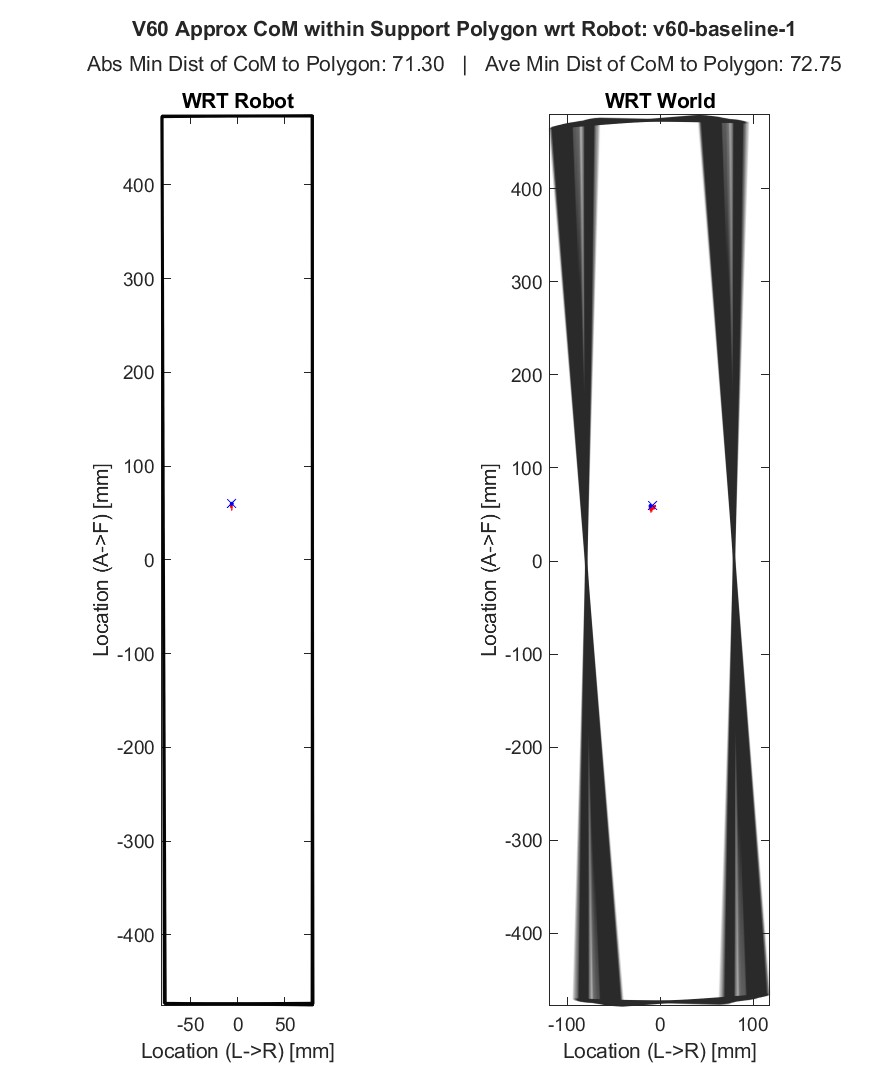 V60 Approx CoM within Support Polygon wrt Robot: v60-baseline-1
Abs Min Dist of CoM to Polygon: 71.30 | Ave Min Dist of CoM to Polygon: 72.75
WRT Robot
400
300
200
100
0
-100
-200
-300
-400
Location (A->F) [mm]
-50 0 50
Location (L->R) [mm]
WRT World
400
300
200
100
0
-100
-200
-300
-400
Location (A->F) [mm]
-100 0 100
Location (L->R) [mm]